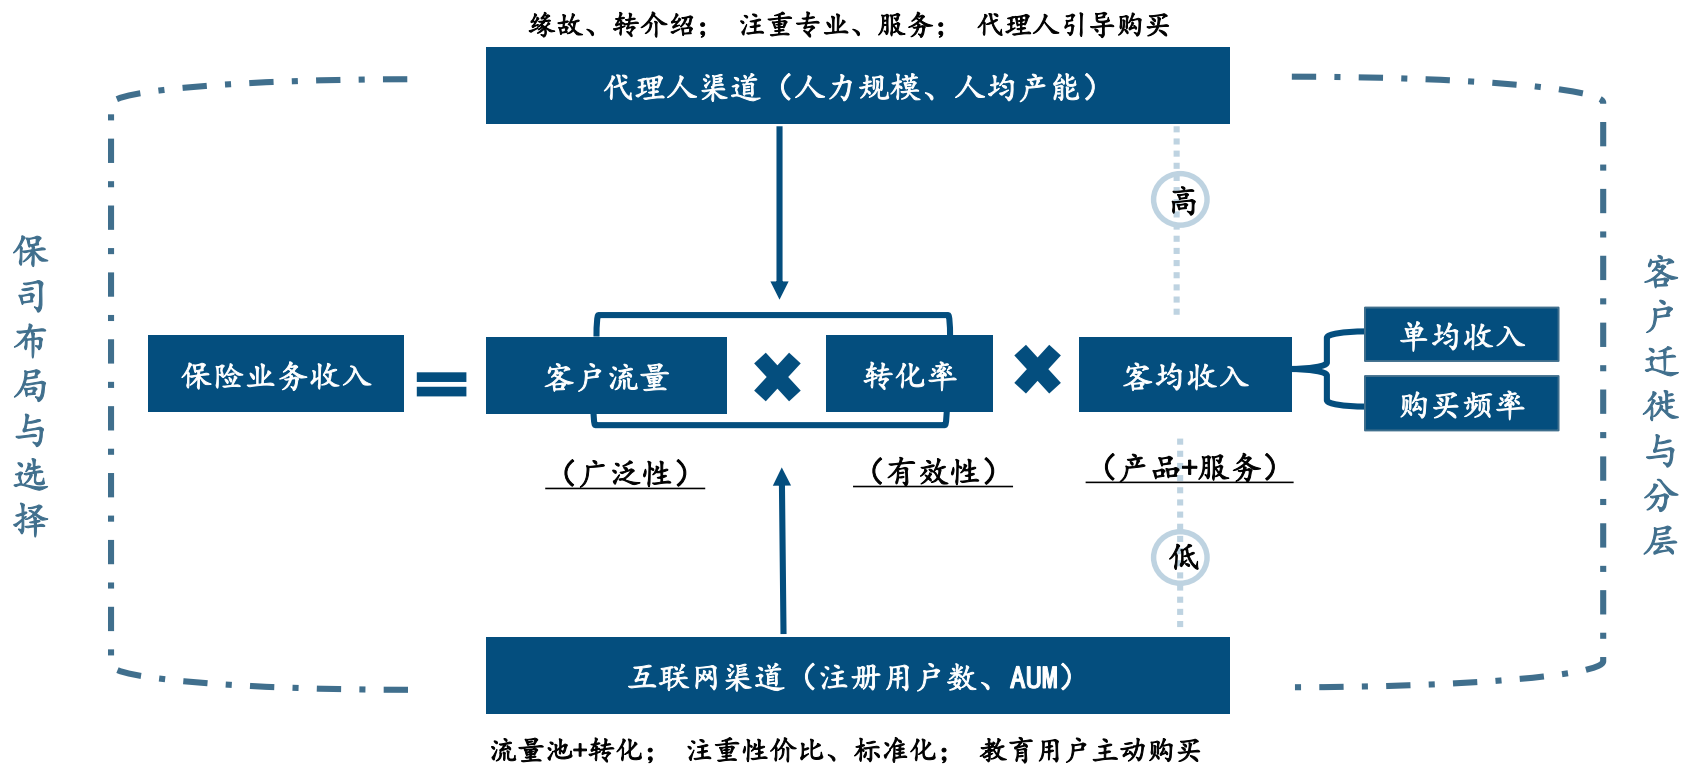 缘故、转介绍； 注重专业、服务； 代理人引导购买
代理人渠道（人力规模、人均产能）
高
保司布局与选择
客户迁徙与分层
保险业务收入
=
客户流量
×
转化率
×
客均收入
单均收入
购买频率
（广泛性）
（有效性）
（产品+服务）
低
互联网渠道（注册用户数、AUM）
流量池+转化； 注重性价比、标准化； 教育用户主动购买